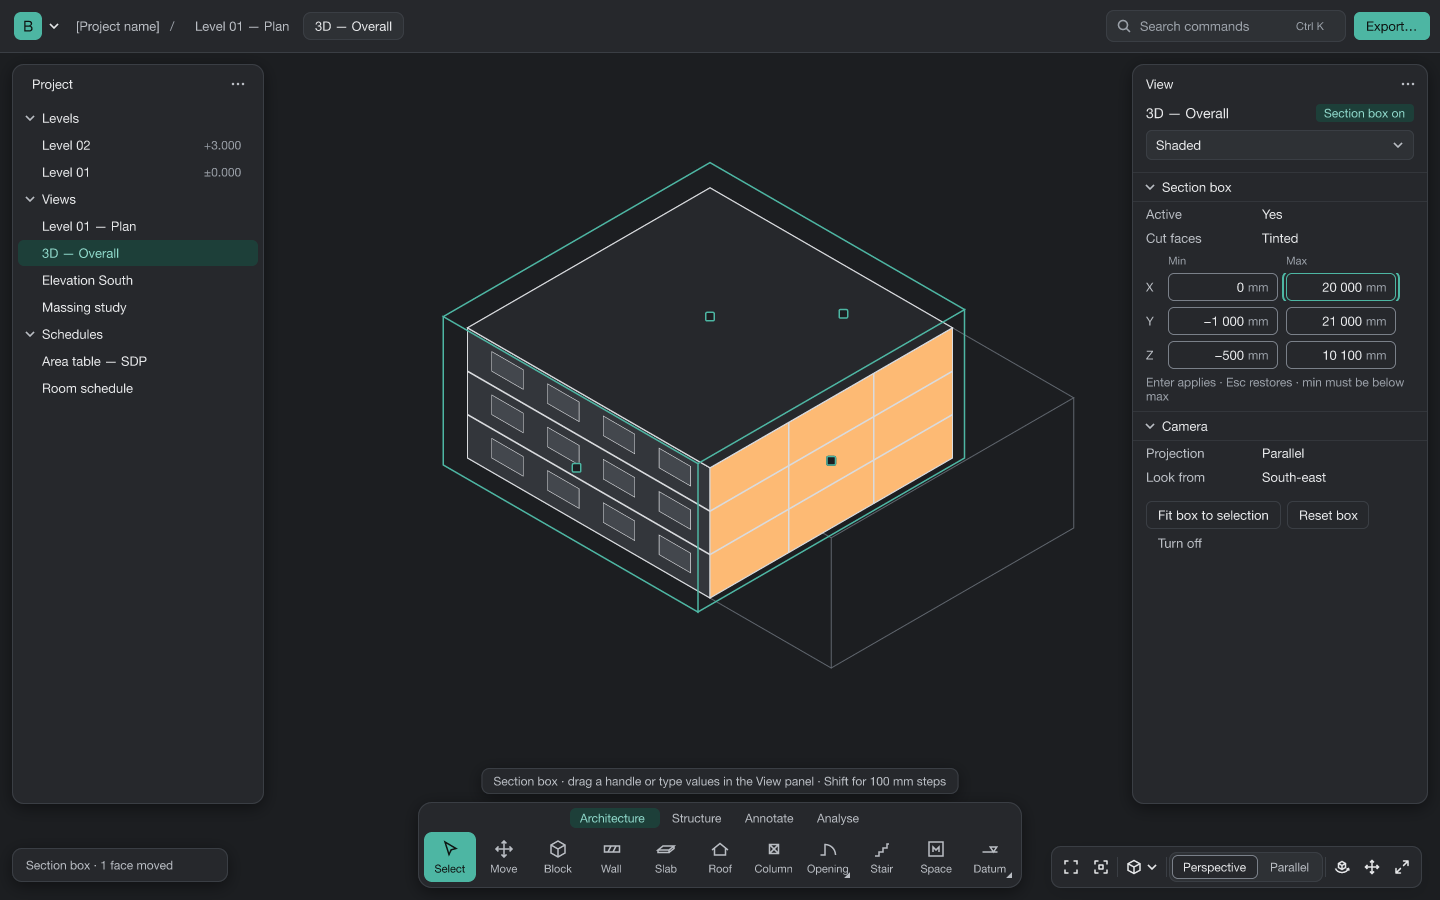 B [Project name] / Level 01 — Plan 3D — Overall Search commands Ctrl K Export...
Project
Levels
Level 02 +3.000
Level 01 ±0.000
Views
Level 01 — Plan
3D — Overall
Elevation South
Massing study
Schedules
Area table — SDP
Room schedule
View
3D — Overall Section box on
Shaded
Section box
Active Yes
Cut faces Tinted
Min Max
X 0 mm 20 000 mm
Y −1 000 mm 21 000 mm
Z −500 mm 10 100 mm
Enter applies · Esc restores · min must be below
max
Camera
Projection Parallel
Look from South-east
Fit box to selection Reset box
Turn off
Section box · drag a handle or type values in the View panel · Shift for 100 mm steps
Architecture Structure Annotate Analyse
Select Move Block Wall Slab Roof Column Opening Stair Space Datum
Section box · 1 face moved
Perspective Parallel